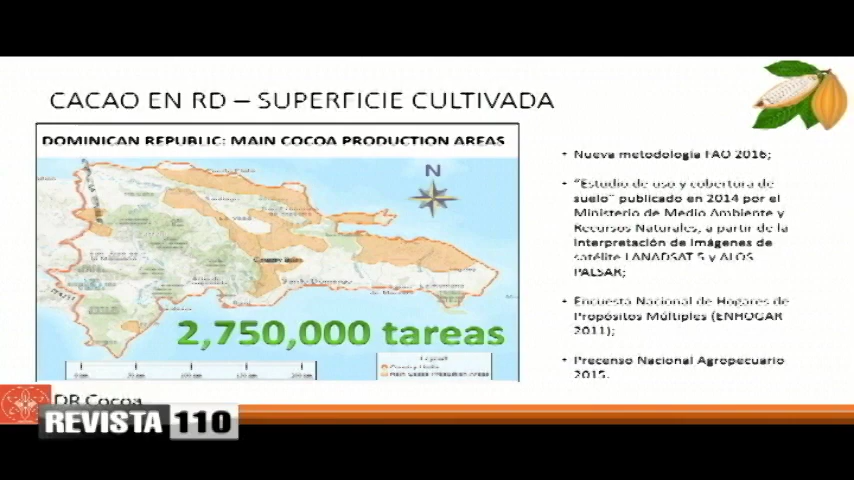 CACAO EN RD – SUPERFICIE CULTIVADA
DOMINICAN REPUBLIC: MAIN COCOA PRODUCTION AREAS
N
2,750,000 tareas
• Nueva metodología FAO 2016;
• "Estudio de uso y cobertura de
suelo" publicado en 2014 por el
Ministerio de Medio Ambiente y
Recursos Naturales, a partir de la
interpretación de imágenes de
satélite LANADSAT 5 y ALOS
PALSAR;
• Encuesta Nacional de Hogares de
Propósitos Múltiples (ENHOGAR
2011);
• Precenso Nacional Agropecuario
2015.
DR Cocoa
REVISTA 110